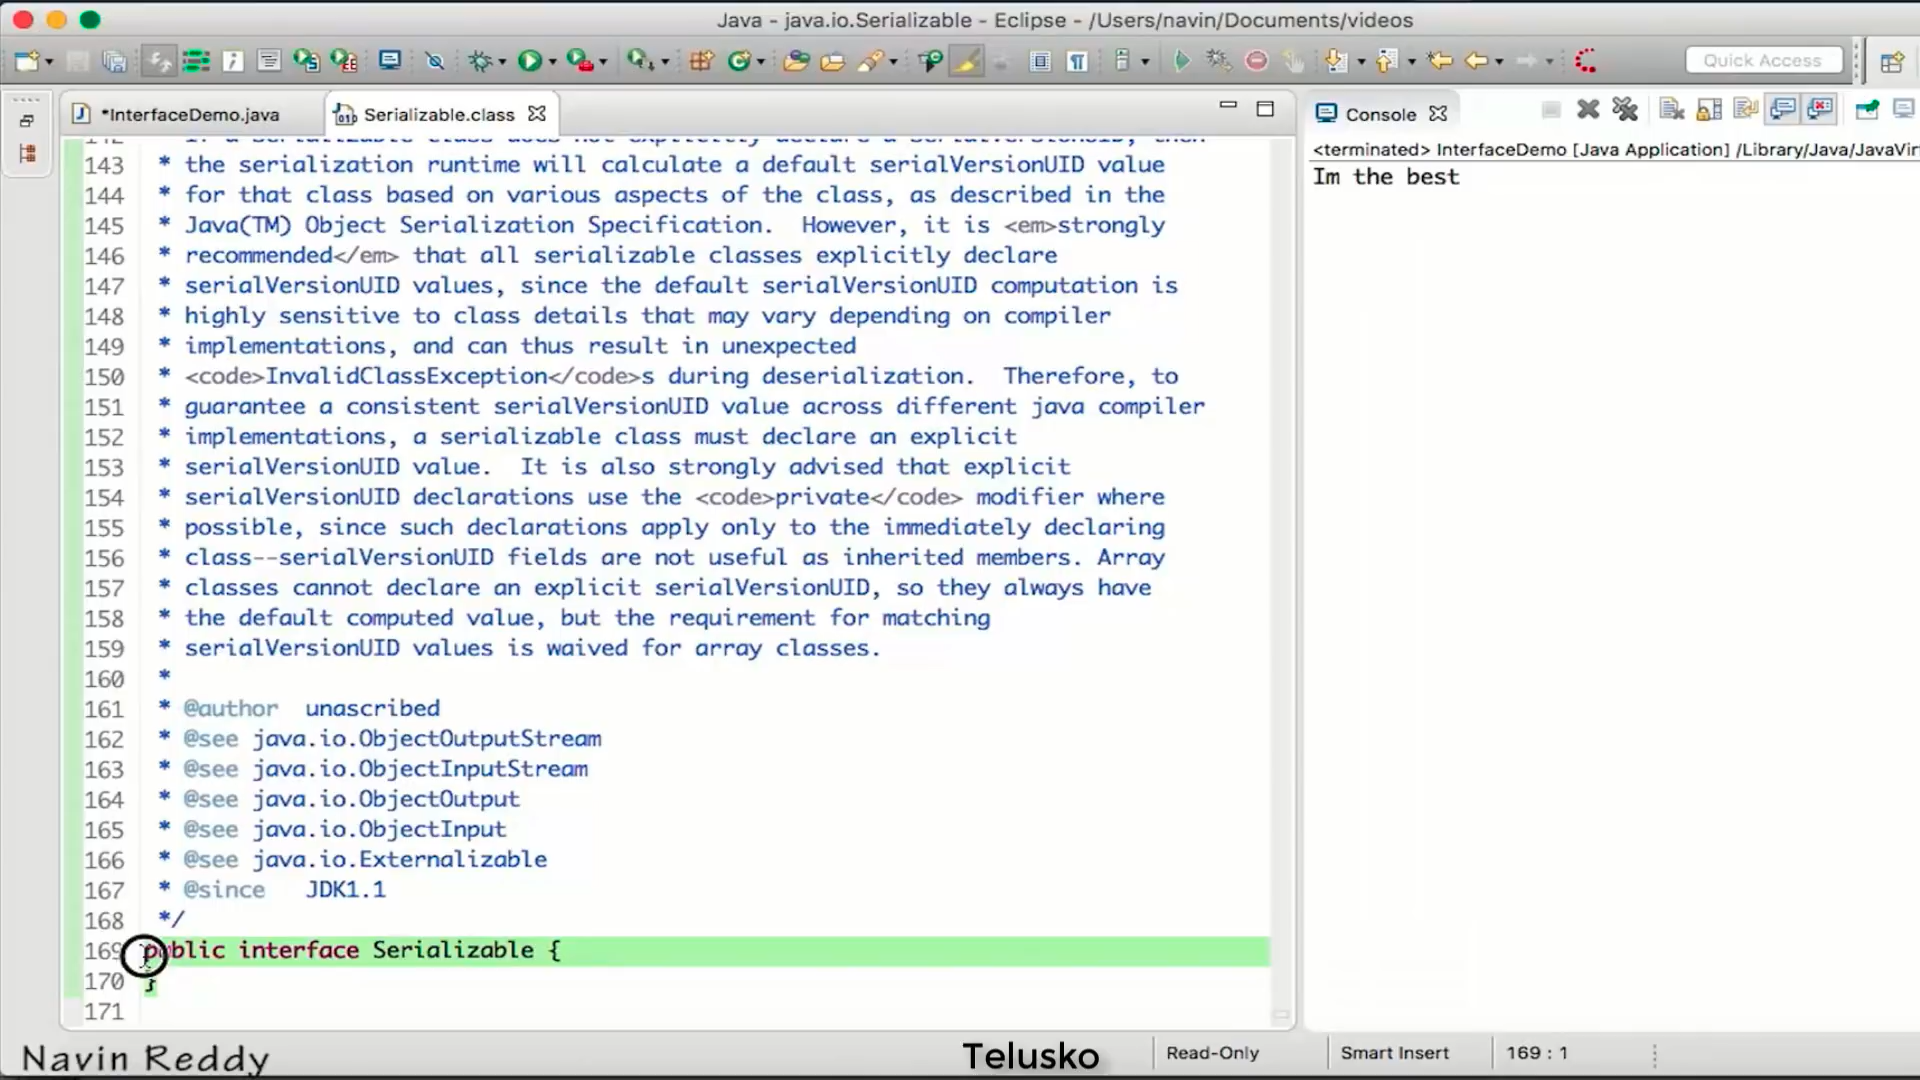 Java - java.io.Serializable - Eclipse - /Users/navin/Documents/videos
Quick Access
*InterfaceDemo.java
Serializable.class
Console
<terminated> InterfaceDemo [Java Application] /Library/Java/JavaVir
Im the best
142 * If a serializable class does not explicitly declare a serialVersionUID, then
143 * the serialization runtime will calculate a default serialVersionUID value
144 * for that class based on various aspects of the class, as described in the
145 * Java(TM) Object Serialization Specification.  However, it is <em>strongly
146 * recommended</em> that all serializable classes explicitly declare
147 * serialVersionUID values, since the default serialVersionUID computation is
148 * highly sensitive to class details that may vary depending on compiler
149 * implementations, and can thus result in unexpected
150 * <code>InvalidClassException</code>s during deserialization.  Therefore, to
151 * guarantee a consistent serialVersionUID value across different java compiler
152 * implementations, a serializable class must declare an explicit
153 * serialVersionUID value.  It is also strongly advised that explicit
154 * serialVersionUID declarations use the <code>private</code> modifier where
155 * possible, since such declarations apply only to the immediately declaring
156 * class--serialVersionUID fields are not useful as inherited members. Array
157 * classes cannot declare an explicit serialVersionUID, so they always have
158 * the default computed value, but the requirement for matching
159 * serialVersionUID values is waived for array classes.
160 *
161 * @author  unascribed
162 * @see java.io.ObjectOutputStream
163 * @see java.io.ObjectInputStream
164 * @see java.io.ObjectOutput
165 * @see java.io.ObjectInput
166 * @see java.io.Externalizable
167 * @since   JDK1.1
168 */
169 public interface Serializable {
170 }
171
Navin Reddy
Telusko
Read-Only
Smart Insert
169 : 1